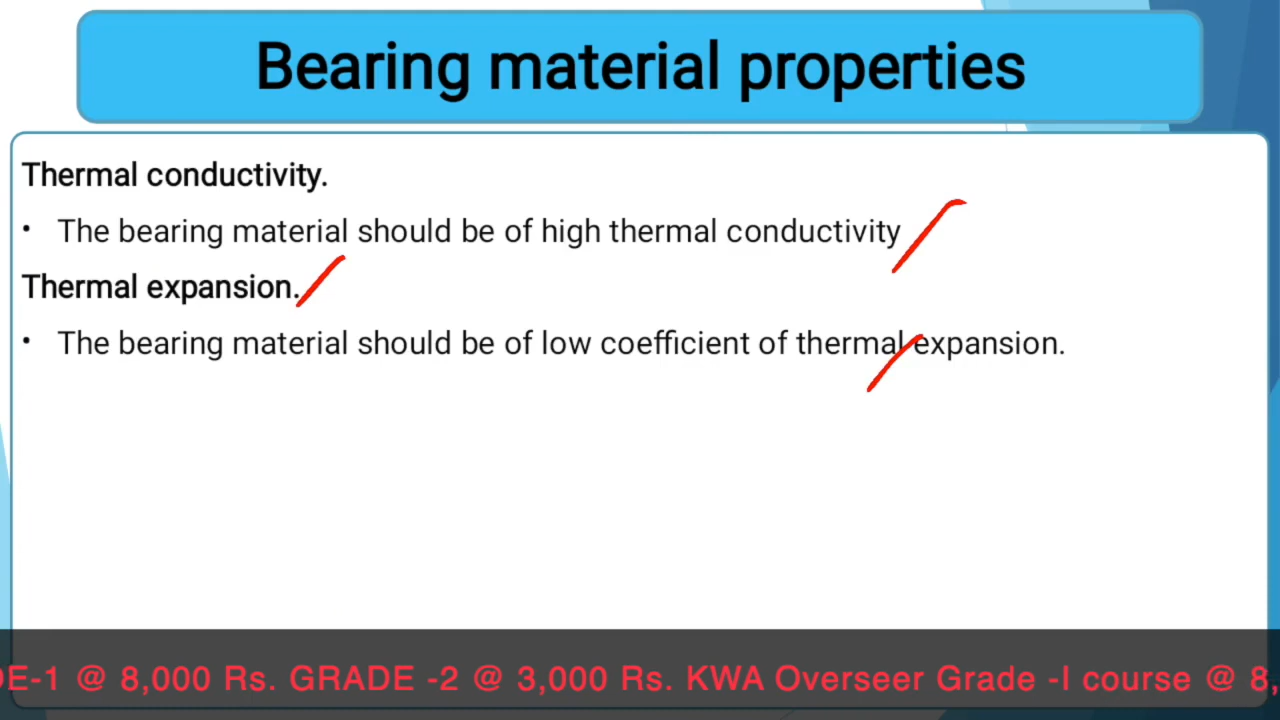 Bearing material properties
Thermal conductivity.
• The bearing material should be of high thermal conductivity
Thermal expansion.
• The bearing material should be of low coefficient of thermal expansion.
DE-1 @ 8,000 Rs. GRADE -2 @ 3,000 Rs. KWA Overseer Grade -I course @ 8,